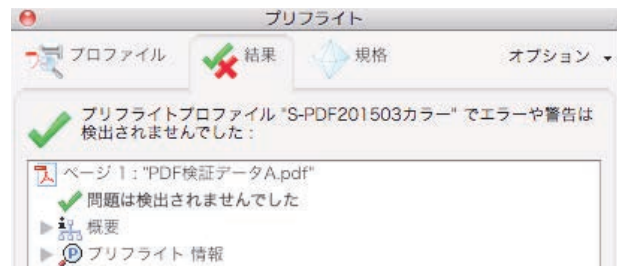 プリフライト
プロファイル 結果 規格 オプション
プリフライトプロファイル "S-PDF201503カラー" でエラーや警告は
検出されませんでした：
ページ 1："PDF検証データA.pdf"
問題は検出されませんでした
概要
プリフライト 情報